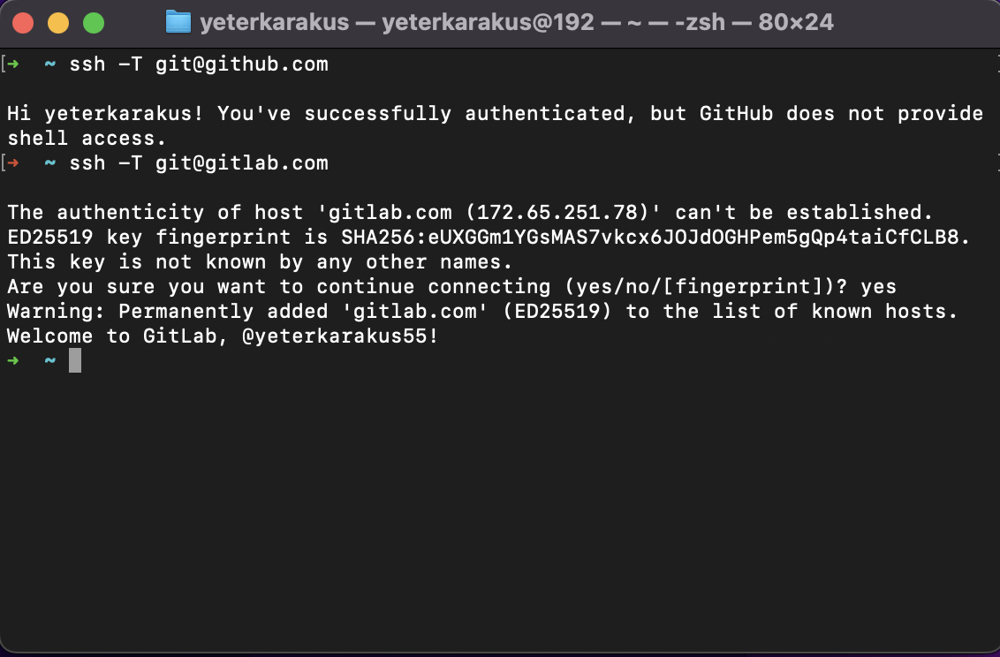 yeterkarakus — yeterkarakus@192 — ~ — -zsh — 80×24
[➜  ~ ssh -T git@github.com ]
Hi yeterkarakus! You've successfully authenticated, but GitHub does not provide
shell access.
[➜  ~ ssh -T git@gitlab.com ]
The authenticity of host 'gitlab.com (172.65.251.78)' can't be established.
ED25519 key fingerprint is SHA256:eUXGGm1YGsMAS7vkcx6JOJdOGHPem5gQp4taiCfCLB8.
This key is not known by any other names.
Are you sure you want to continue connecting (yes/no/[fingerprint])? yes
Warning: Permanently added 'gitlab.com' (ED25519) to the list of known hosts.
Welcome to GitLab, @yeterkarakus55!
➜  ~